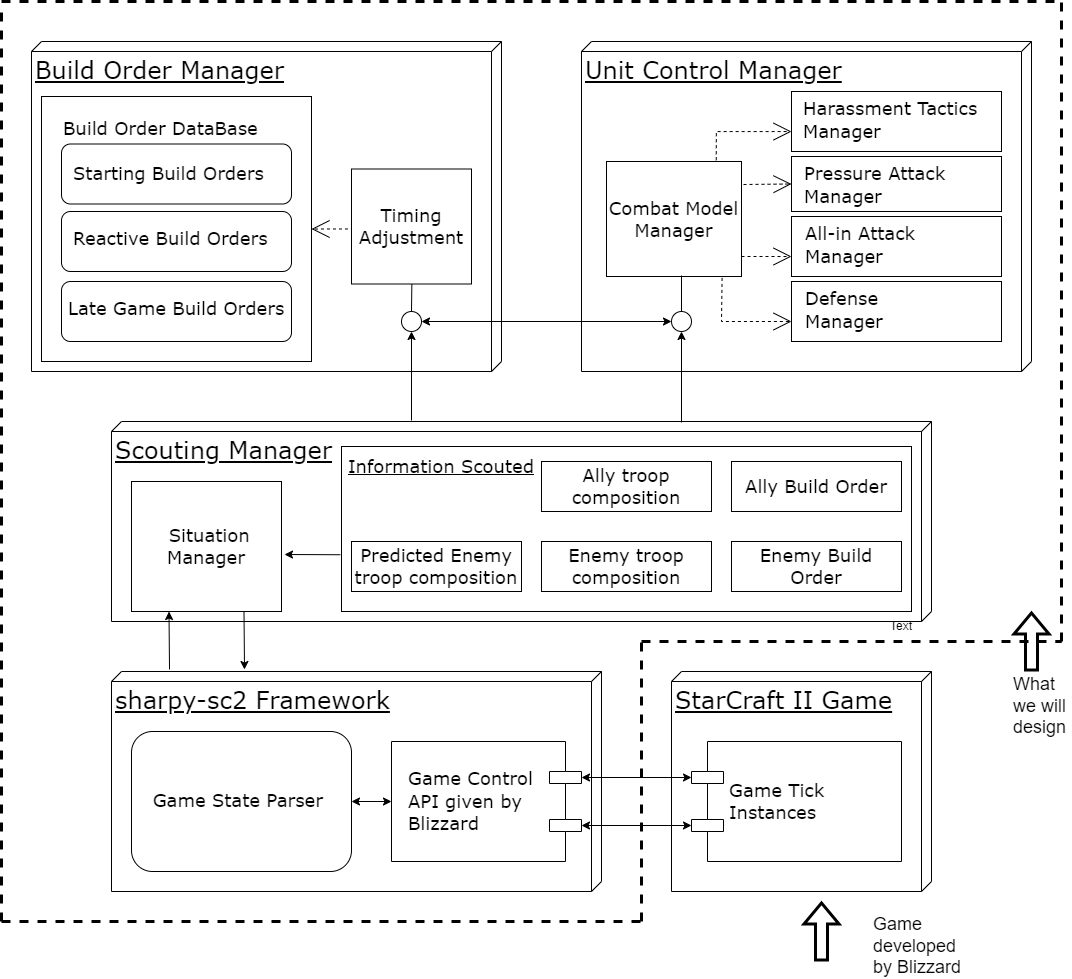 Build Order Manager
Build Order DataBase
Starting Build Orders
Reactive Build Orders
Late Game Build Orders
Timing
Adjustment
Unit Control Manager
Combat Model
Manager
Harassment Tactics
Manager
Pressure Attack
Manager
All-in Attack
Manager
Defense
Manager
Scouting Manager
Situation
Manager
Information Scouted
Ally troop
composition
Ally Build Order
Predicted Enemy
troop composition
Enemy troop
composition
Enemy Build
Order
Text
sharpy-sc2 Framework
Game State Parser
Game Control
API given by
Blizzard
StarCraft II Game
Game Tick
Instances
What
we will
design
Game
developed
by Blizzard